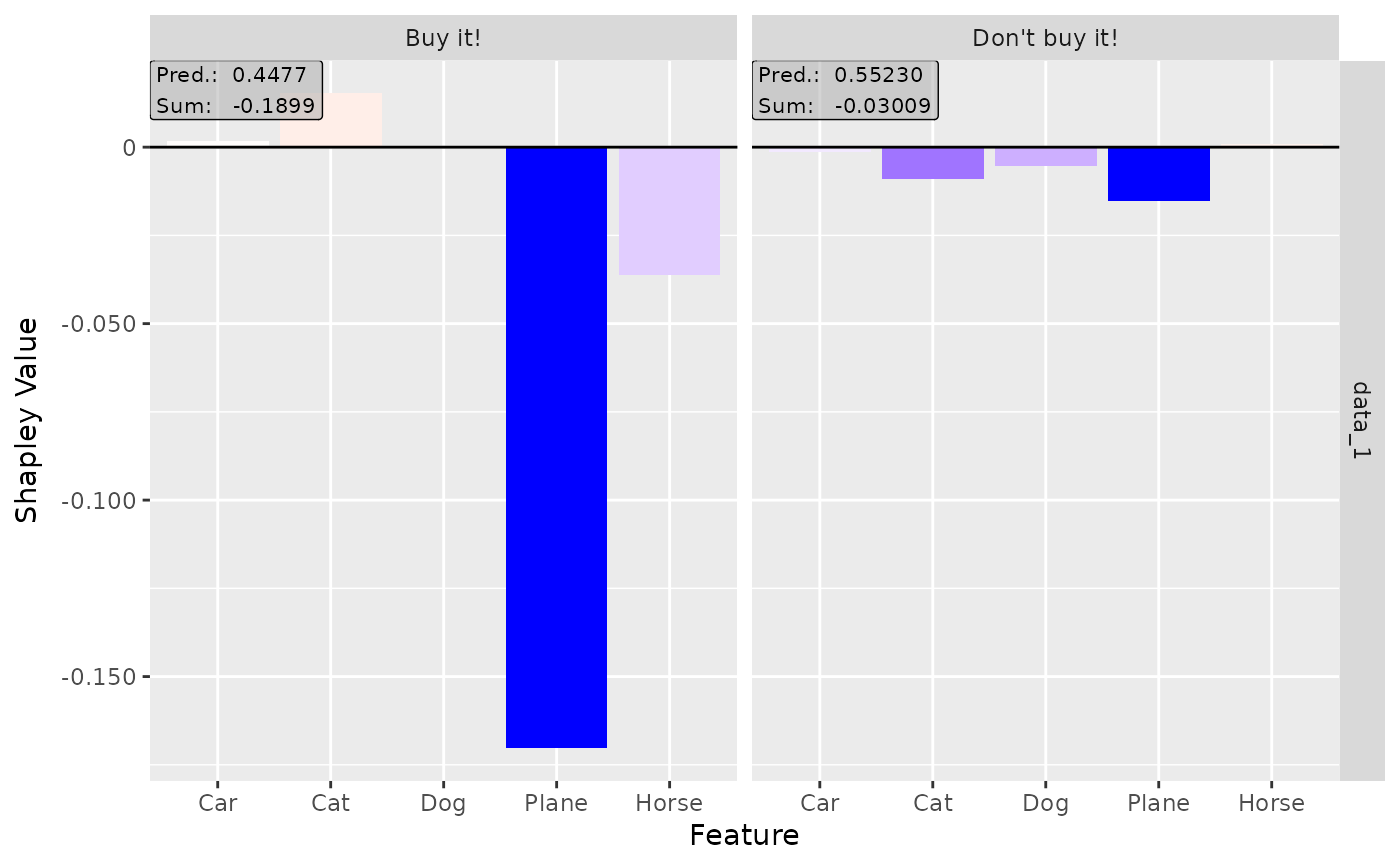 Buy it!
Don't buy it!
Pred.: 0.4477
Sum: -0.1899
Pred.: 0.55230
Sum: -0.03009
0
-0.050
-0.100
-0.150
Shapley Value
data_1
Car Cat Dog Plane Horse
Car Cat Dog Plane Horse
Feature